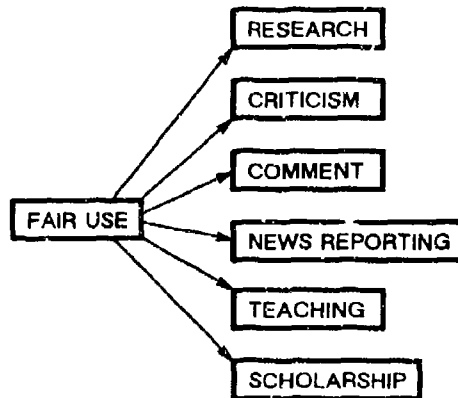 RESEARCH
CRITICISM
COMMENT
FAIR USE
NEWS REPORTING
TEACHING
SCHOLARSHIP